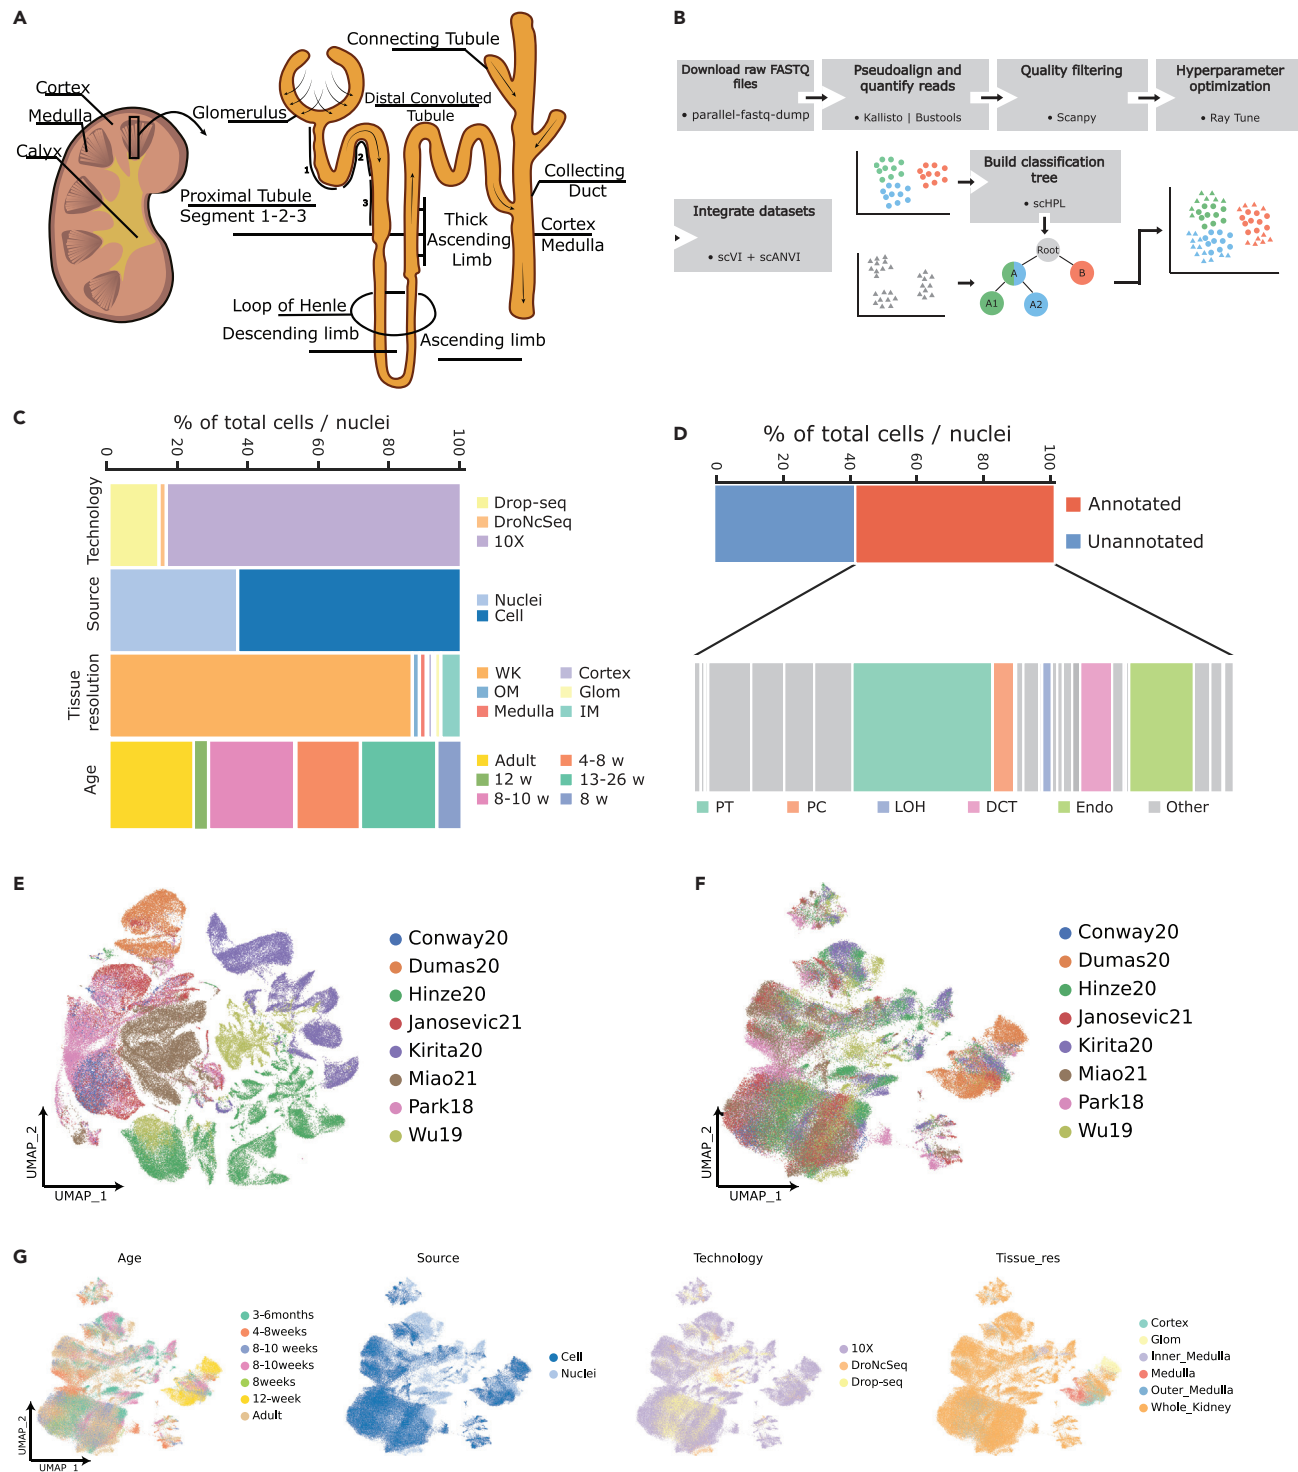 A
Cortex
Medulla
Calyx
Glomerulus
Connecting Tubule
Distal Convoluted
Tubule
1
2
3
Proximal Tubule
Segment 1-2-3
Thick
Ascending
Limb
Collecting
Duct
Cortex
Medulla
Loop of Henle
Descending limb
Ascending limb
B
Download raw FASTQ
files
• parallel-fastq-dump
Pseudoalign and
quantify reads
• Kallisto | Bustools
Quality filtering
• Scanpy
Hyperparameter
optimization
• Ray Tune
Integrate datasets
• scVI + scANVI
Build classification
tree
• scHPL
Root
A
B
A1
A2
C
% of total cells / nuclei
0
20
40
60
80
100
Technology
Drop-seq
DroNcSeq
10X
Source
Nuclei
Cell
Tissue
resolution
WK
Cortex
OM
Glom
Medulla
IM
Age
Adult
4-8 w
12 w
13-26 w
8-10 w
8 w
D
% of total cells / nuclei
0
20
40
60
80
100
Annotated
Unannotated
PT
PC
LOH
DCT
Endo
Other
E
Conway20
Dumas20
Hinze20
Janosevic21
Kirita20
Miao21
Park18
Wu19
UMAP_2
UMAP_1
F
Conway20
Dumas20
Hinze20
Janosevic21
Kirita20
Miao21
Park18
Wu19
UMAP_2
UMAP_1
G
Age
3-6months
4-8weeks
8-10 weeks
8-10weeks
8weeks
12-week
Adult
UMAP_2
UMAP_1
Source
Cell
Nuclei
Technology
10X
DroNcSeq
Drop-seq
Tissue_res
Cortex
Glom
Inner_Medulla
Medulla
Outer_Medulla
Whole_Kidney